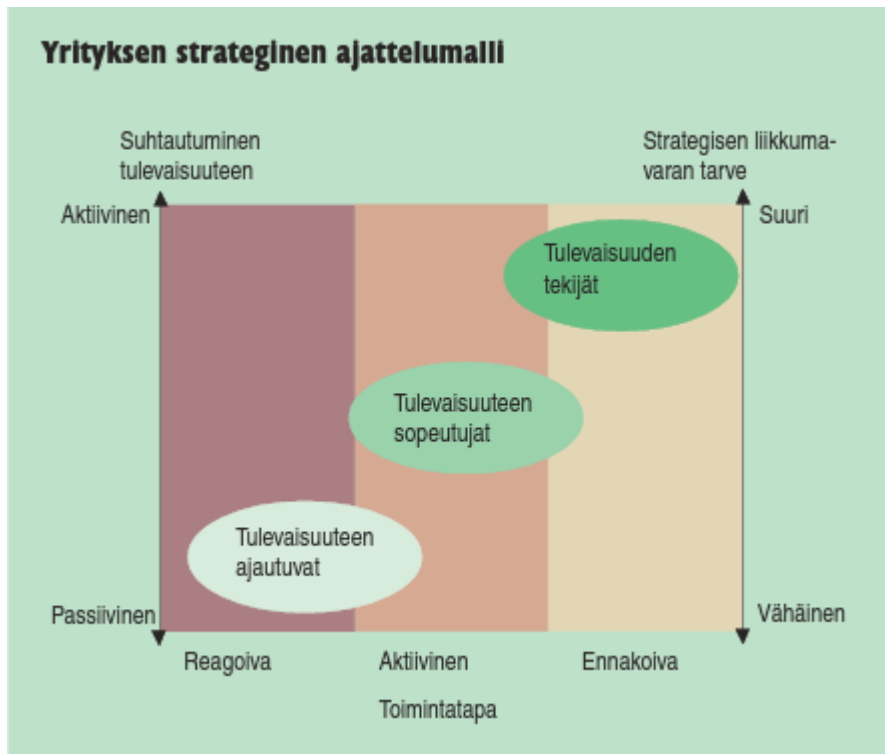 Yrityksen strateginen ajattelumalli
Suhtautuminen
tulevaisuuteen
Strategisen liikkuma-
varan tarve
Aktiivinen
Suuri
Tulevaisuuden
tekijät
Tulevaisuuteen
sopeutujat
Tulevaisuuteen
ajautuvat
Passiivinen
Vähäinen
Reagoiva
Aktiivinen
Ennakoiva
Toimintatapa